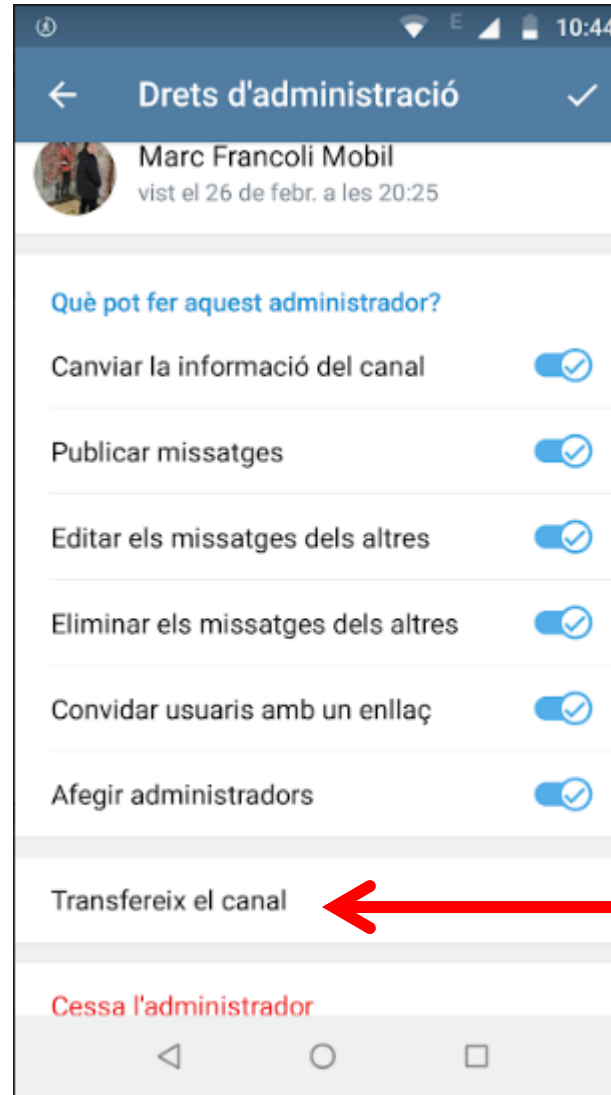 E 10:44
Drets d'administració
Marc Francoli Mobil
vist el 26 de febr. a les 20:25
Què pot fer aquest administrador?
Canviar la informació del canal
Publicar missatges
Editar els missatges dels altres
Eliminar els missatges dels altres
Convidar usuaris amb un enllaç
Afegir administradors
Transfereix el canal
Cessa l'administrador